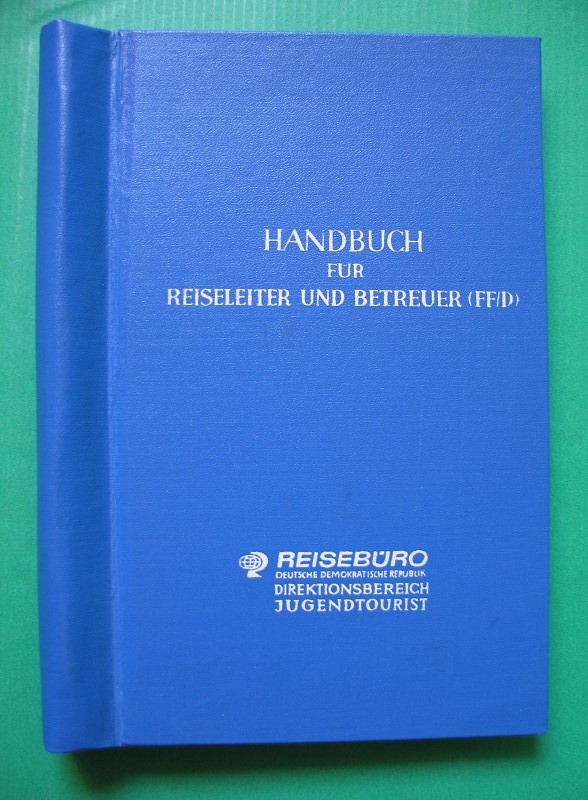 HANDBUCH
FÜR
REISELEITER UND BETREUER (FF/D)
REISEBÜRO
DEUTSCHE DEMOKRATISCHE REPUBLIK
DIREKTIONSBEREICH
JUGENDTOURIST